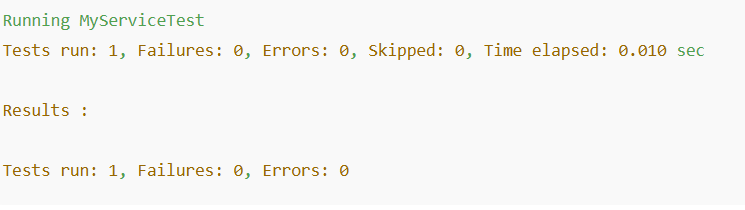 Running MyServiceTest
Tests run: 1, Failures: 0, Errors: 0, Skipped: 0, Time elapsed: 0.010 sec
Results :
Tests run: 1, Failures: 0, Errors: 0